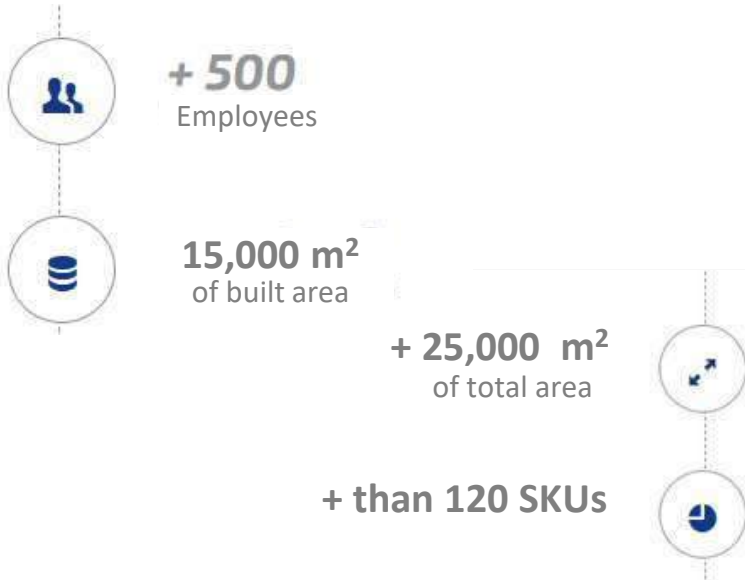 + 500
Employees
15,000 m²
of built area
+ 25,000 m²
of total area
+ than 120 SKUs